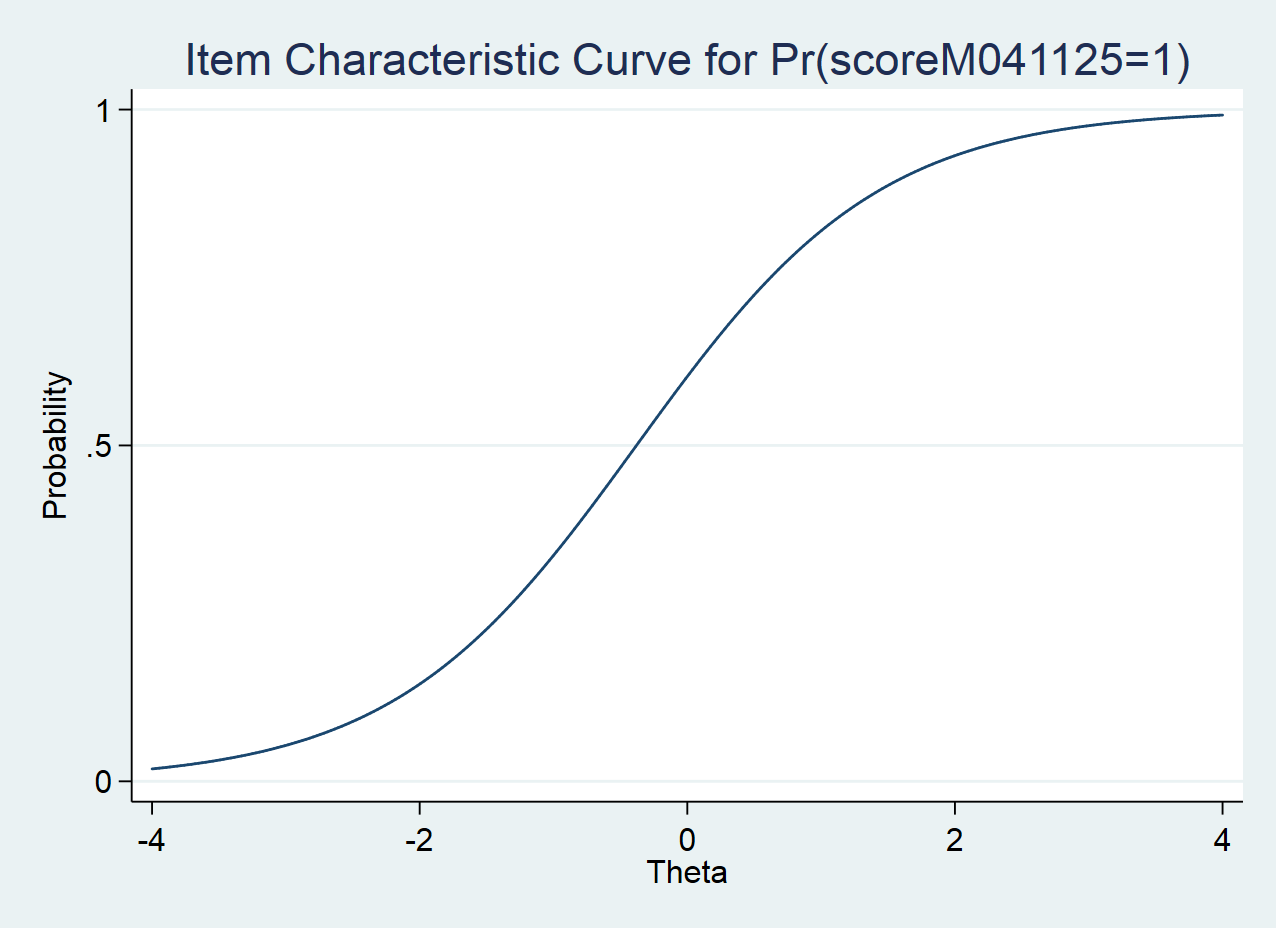 Item Characteristic Curve for Pr(scoreM041125=1)
1
.5
0
Probability
-4 -2 0 2 4
Theta